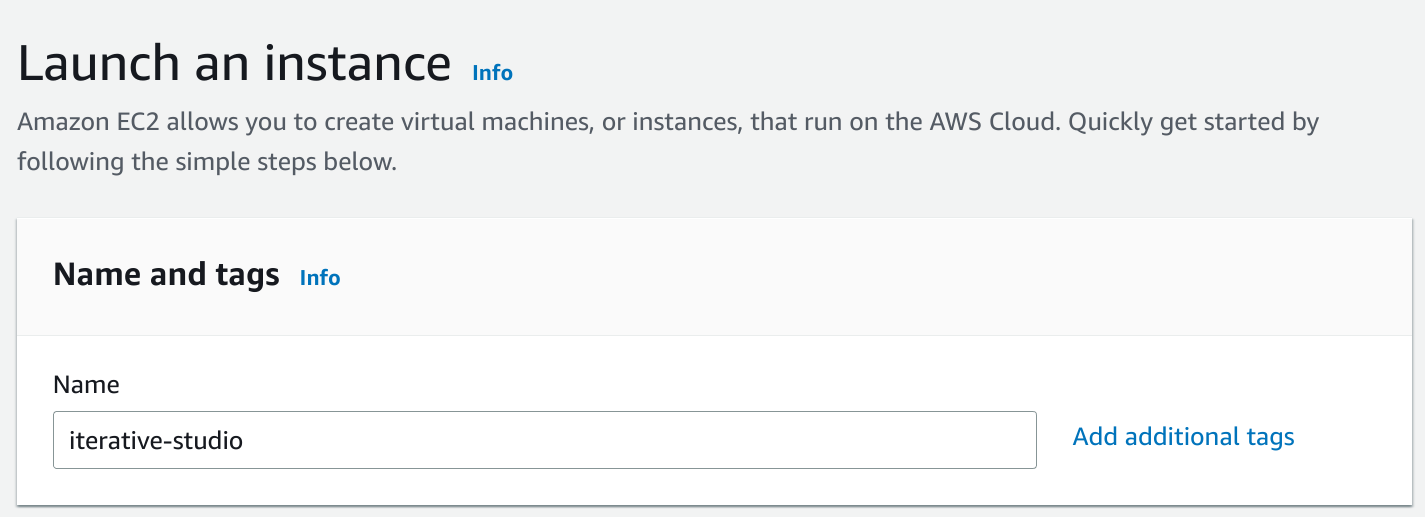 Launch an instance Info
Amazon EC2 allows you to create virtual machines, or instances, that run on the AWS Cloud. Quickly get started by
following the simple steps below.
Name and tags Info
Name
iterative-studio
Add additional tags